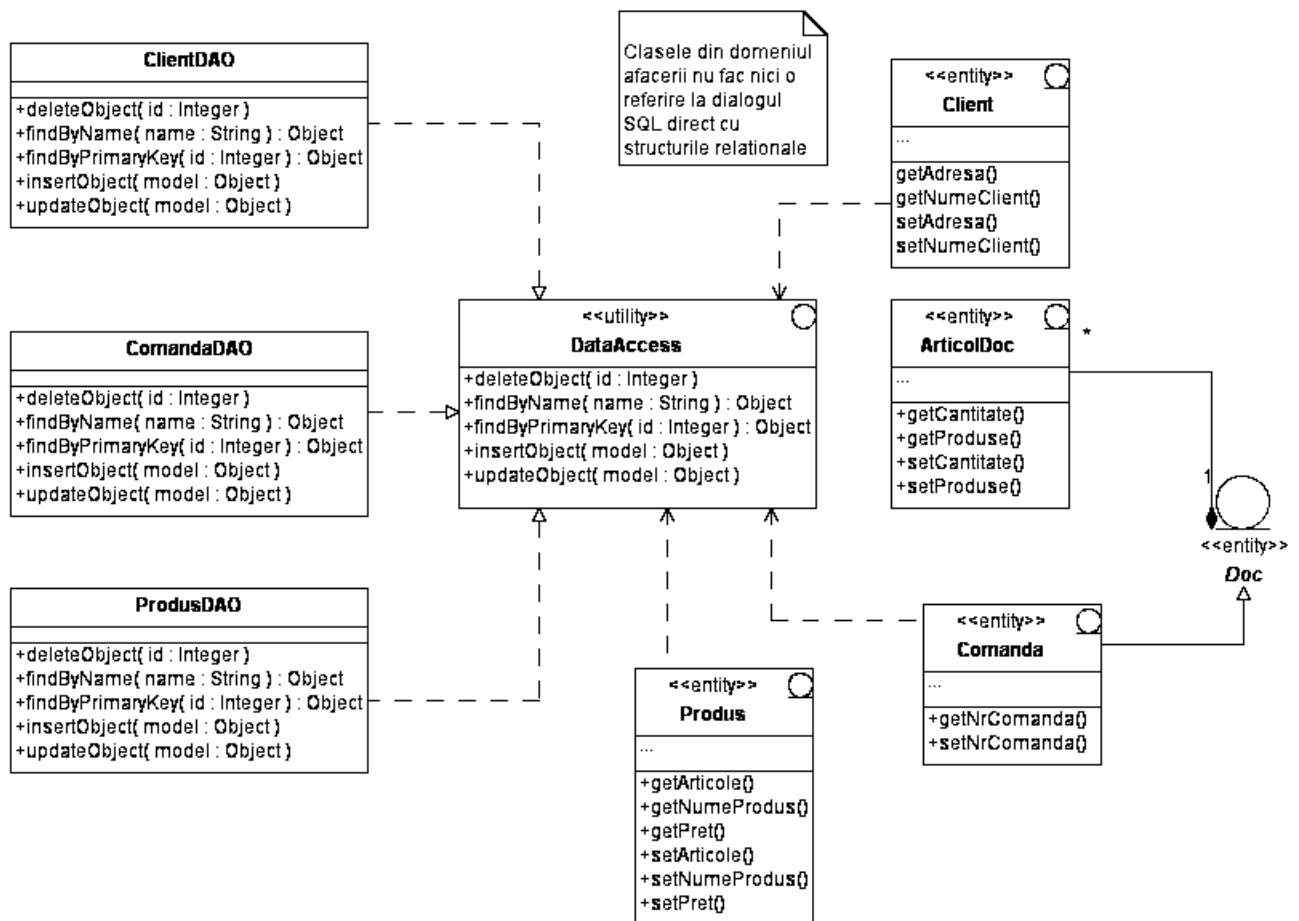 ClientDAO
+deleteObject( id : Integer )
+findByName( name : String ) : Object
+findByPrimaryKey( id : Integer ) : Object
+insertObject( model : Object )
+updateObject( model : Object )
Clasele din domeniul
afacerii nu fac nici o
referire la dialogul
SQL direct cu
structurile relationale
<<entity>>
Client
...
getAdresa()
getNumeClient()
setAdresa()
setNumeClient()
ComandaDAO
+deleteObject( id : Integer )
+findByName( name : String ) : Object
+findByPrimaryKey( id : Integer ) : Object
+insertObject( model : Object )
+updateObject( model : Object )
<<utility>>
DataAccess
+deleteObject( id : Integer )
+findByName( name : String ) : Object
+findByPrimaryKey( id : Integer ) : Object
+insertObject( model : Object )
+updateObject( model : Object )
<<entity>>
ArticolDoc
...
+getCantitate()
+getProduse()
+setCantitate()
+setProduse()
*
1
<<entity>>
Doc
ProdusDAO
+deleteObject( id : Integer )
+findByName( name : String ) : Object
+findByPrimaryKey( id : Integer ) : Object
+insertObject( model : Object )
+updateObject( model : Object )
<<entity>>
Produs
...
+getArticole()
+getNumeProdus()
+getPret()
+setArticole()
+setNumeProdus()
+setPret()
<<entity>>
Comanda
...
+getNrComanda()
+setNrComanda()